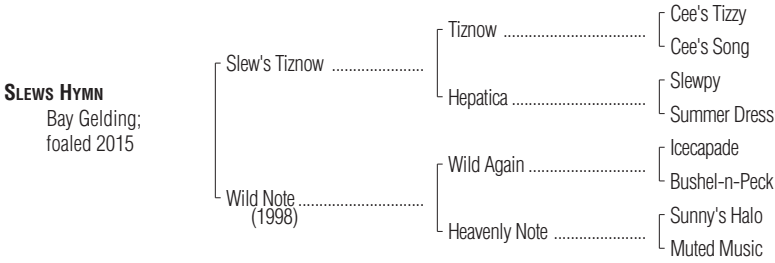 SLEWS HYMN
Bay Gelding;
foaled 2015
Slew's Tiznow ......................
Wild Note ..............................
(1998)
Tiznow ..................................
Hepatica ................................
Wild Again ............................
Heavenly Note ......................
Cee's Tizzy
Cee's Song
Slewpy
Summer Dress
Icecapade
Bushel-n-Peck
Sunny's Halo
Muted Music